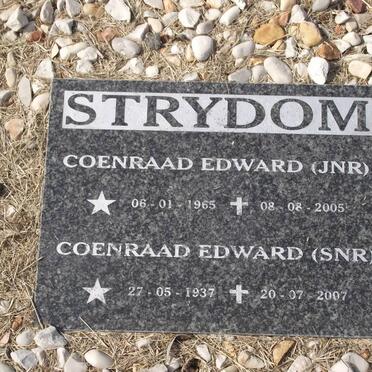 STRYDOM
COENRAAD EDWARD (JNR)
06-01-1965 08-08-2005
COENRAAD EDWARD (SNR)
27-05-1937 20-07-2007